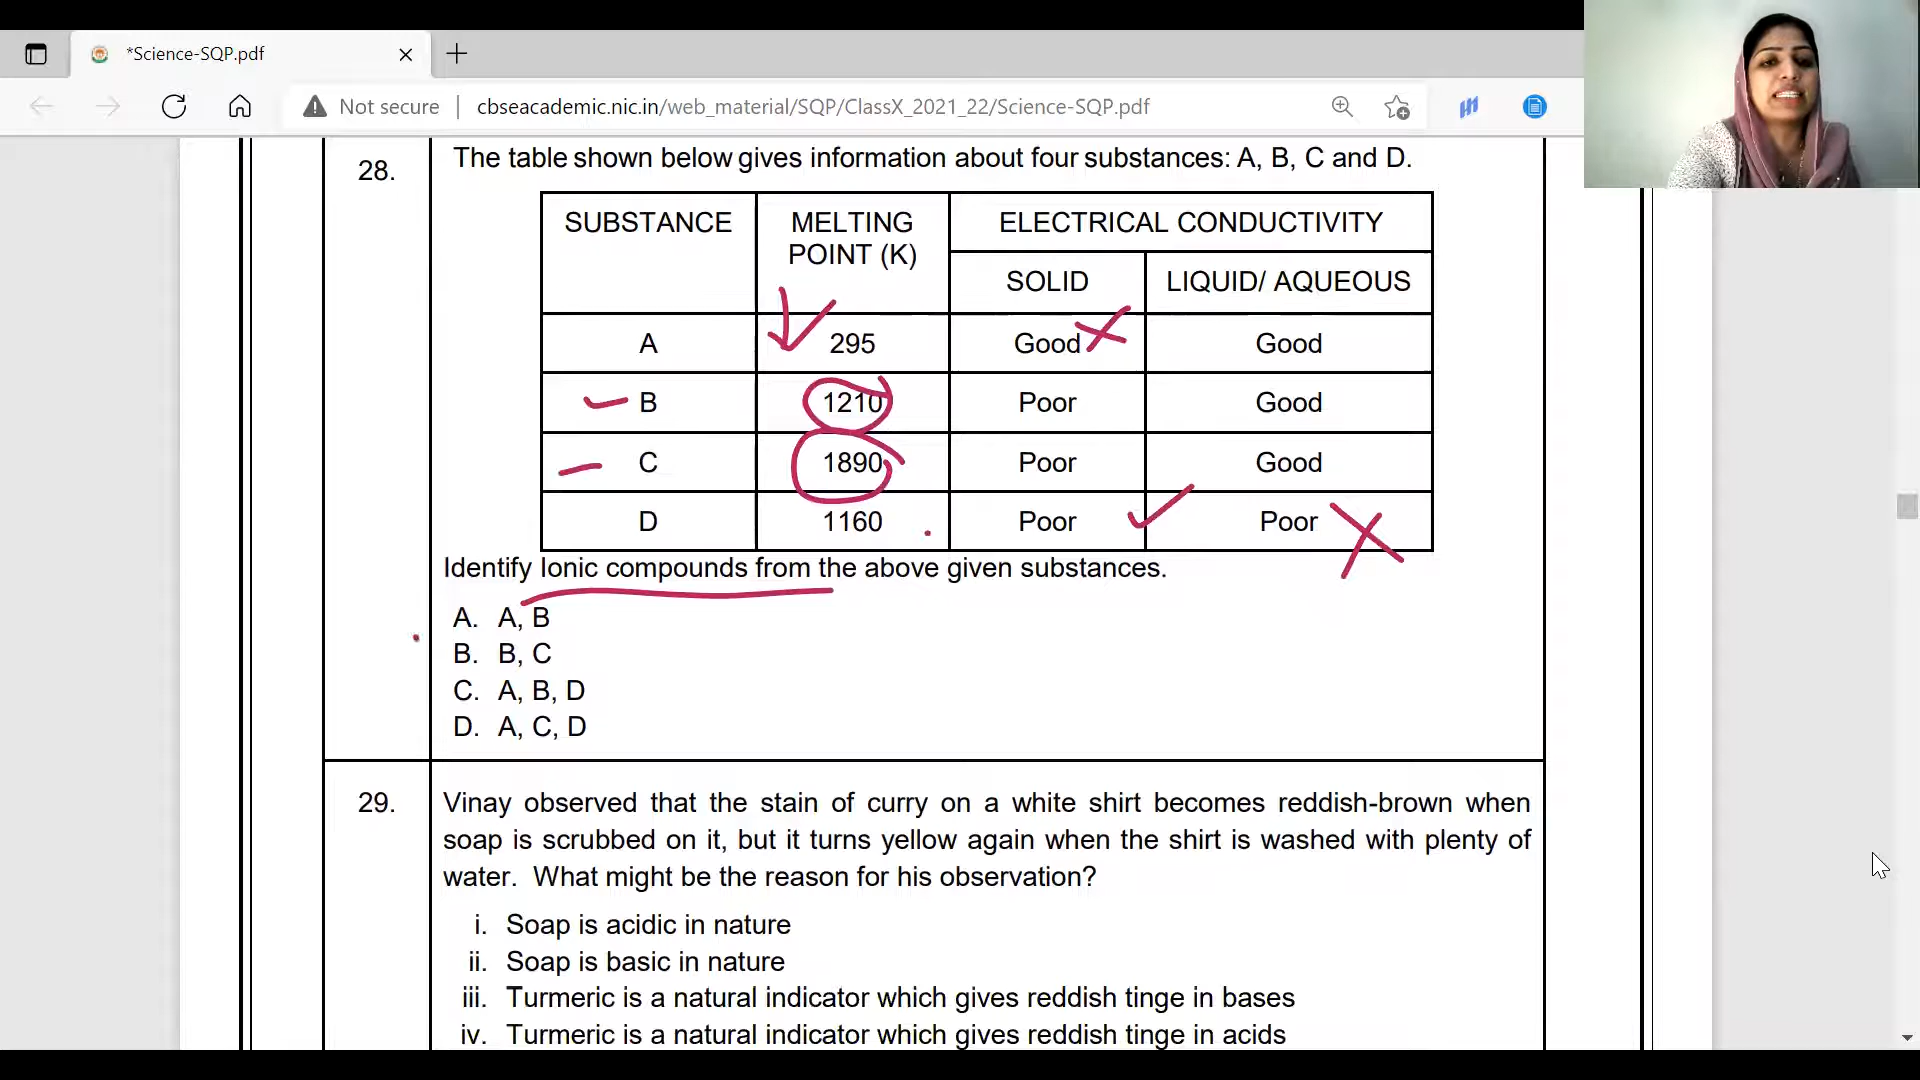 *Science-SQP.pdf
Not secure
cbseacademic.nic.in/web_material/SQP/ClassX_2021_22/Science-SQP.pdf
28.
The table shown below gives information about four substances: A, B, C and D.
SUBSTANCE MELTING POINT (K) ELECTRICAL CONDUCTIVITY
SOLID LIQUID/ AQUEOUS
A 295 Good Good
B 1210 Poor Good
C 1890 Poor Good
D 1160 Poor Poor
Identify Ionic compounds from the above given substances.
A. A, B
B. B, C
C. A, B, D
D. A, C, D
29.
Vinay observed that the stain of curry on a white shirt becomes reddish-brown when
soap is scrubbed on it, but it turns yellow again when the shirt is washed with plenty of
water. What might be the reason for his observation?
i. Soap is acidic in nature
ii. Soap is basic in nature
iii. Turmeric is a natural indicator which gives reddish tinge in bases
iv. Turmeric is a natural indicator which gives reddish tinge in acids